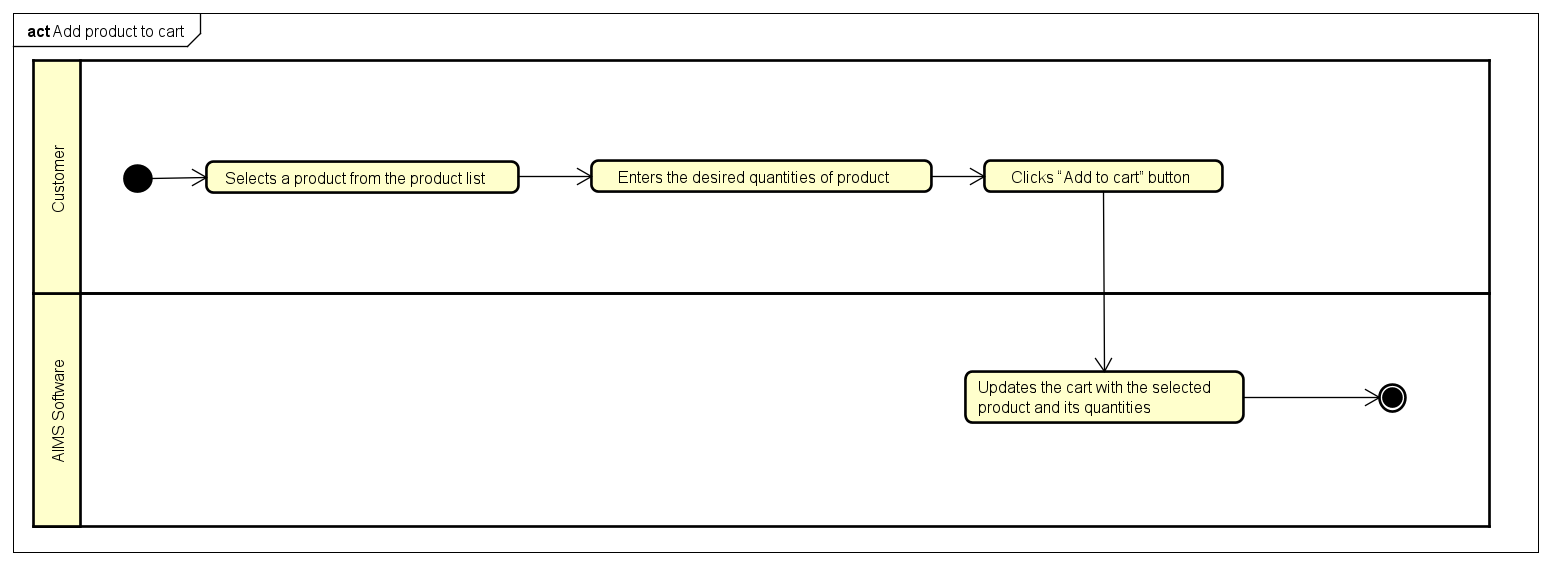 act Add product to cart
Customer
Selects a product from the product list
Enters the desired quantities of product
Clicks “Add to cart” button
AIMS Software
Updates the cart with the selected
product and its quantities